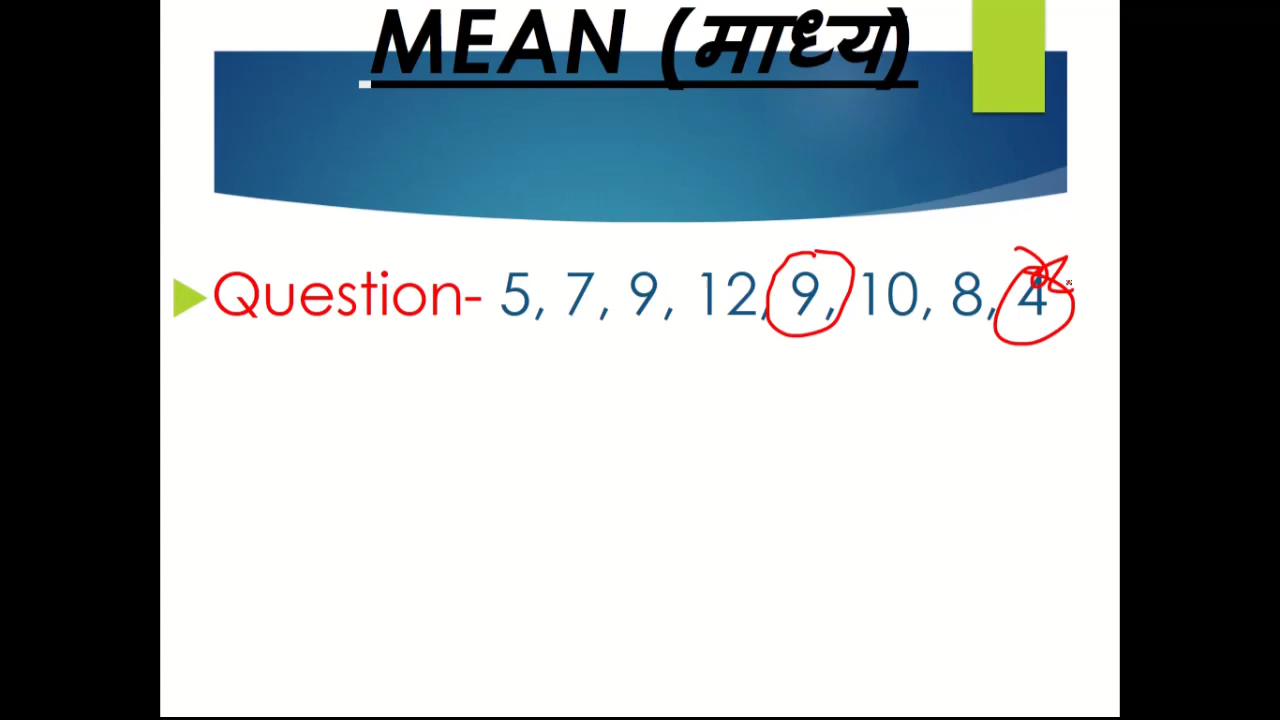 MEAN (माध्य)
Question- 5, 7, 9, 12, 9, 10, 8, 4